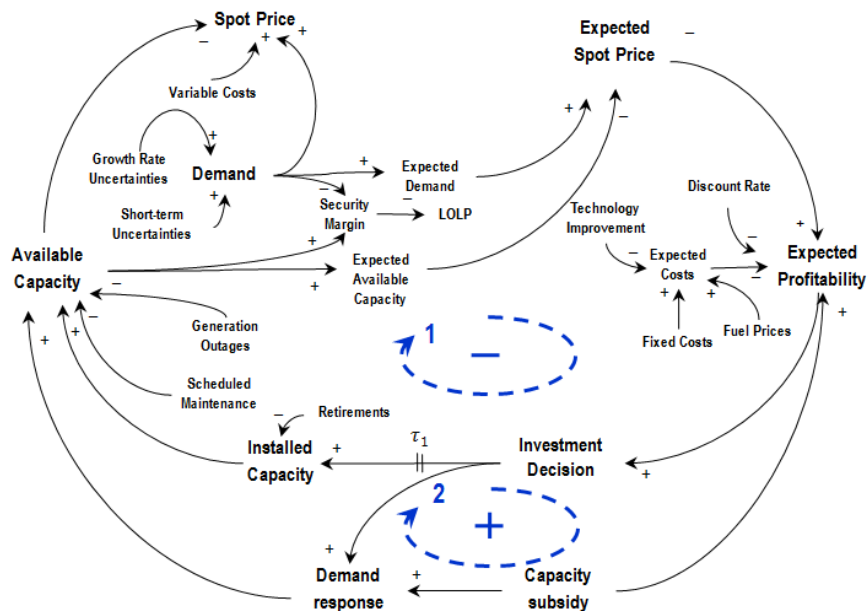 Spot Price
Expected
Spot Price
−
−
+
+
Variable Costs
+
−
Growth Rate
Uncertainties
+
Demand
+
Expected
Demand
−
−
Discount Rate
Short-term
Uncertainties
+
Security
Margin
LOLP
Technology
Improvement
−
+
Available
Capacity
+
Expected
Available
Capacity
−
Expected
Costs
−
Expected
Profitability
−
+
+
+
+
Generation
Outages
1
−
Fixed Costs
Fuel Prices
+
+
−
+
Scheduled
Maintenance
−
Retirements
Installed
Capacity
+
τ1
Investment
Decision
+
2
+
+
Demand
response
+
Capacity
subsidy